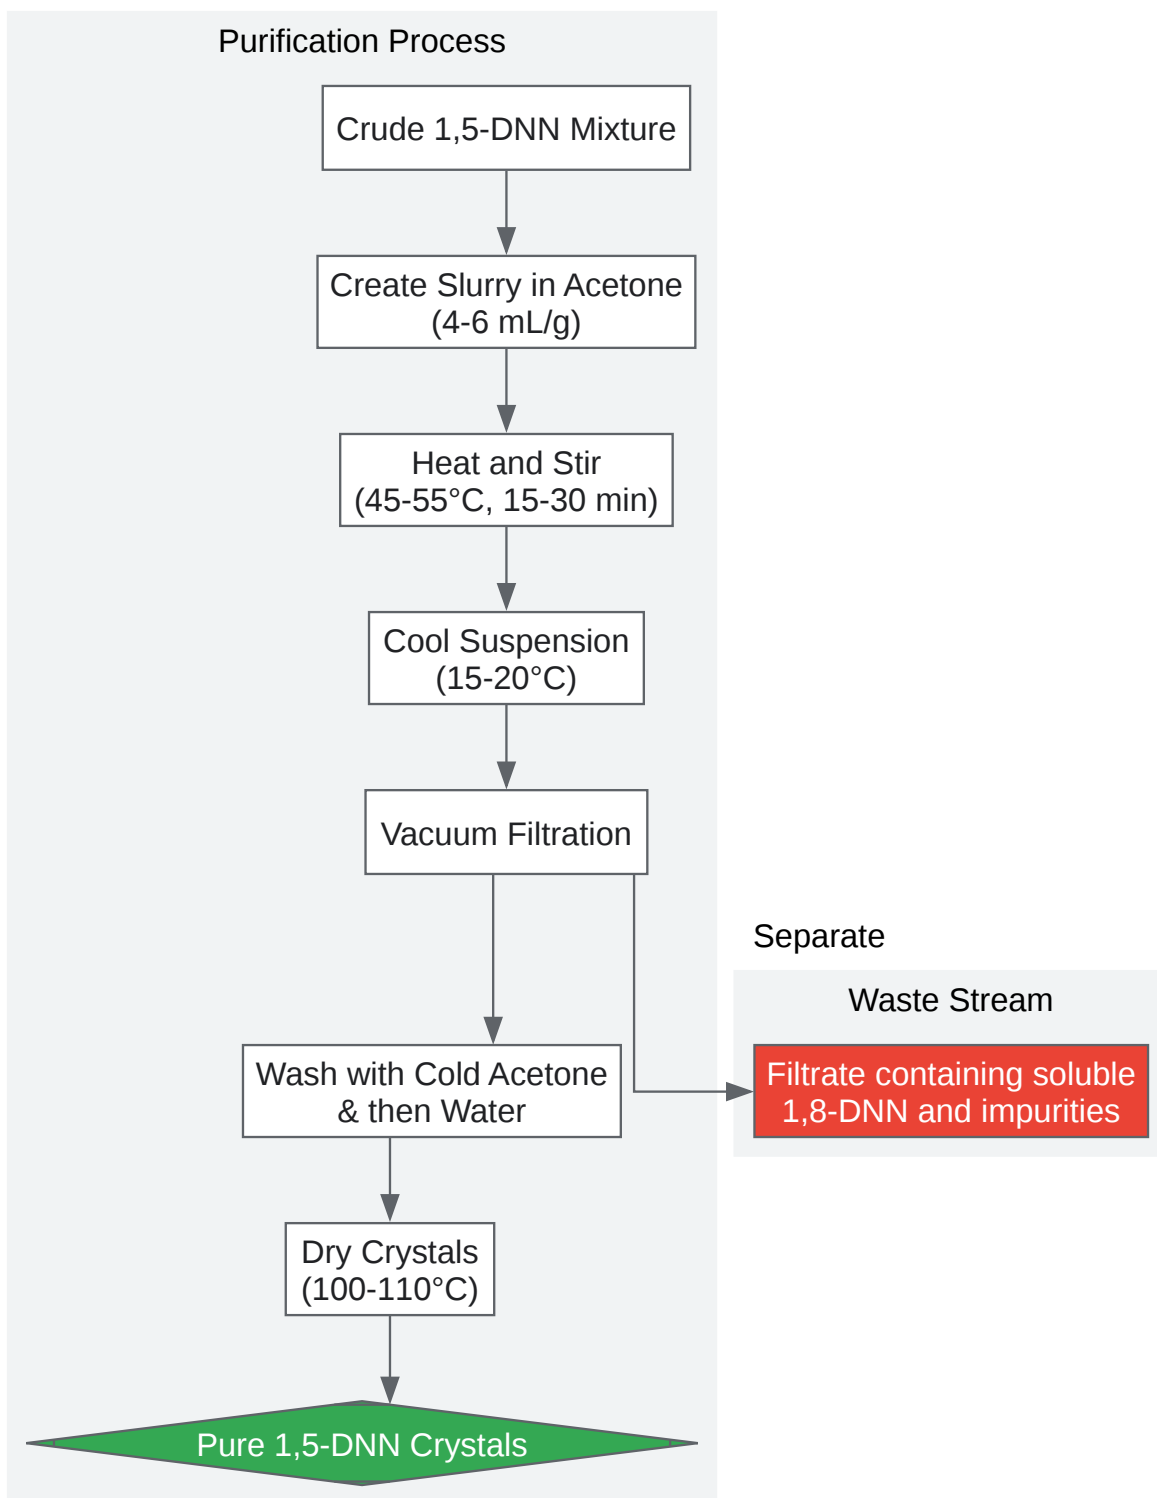 Purification Process
Crude 1,5-DNN Mixture
Create Slurry in Acetone
(4-6 mL/g)
Heat and Stir
(45-55°C, 15-30 min)
Cool Suspension
(15-20°C)
Vacuum Filtration
Separate
Waste Stream
Wash with Cold Acetone
& then Water
Filtrate containing soluble
1,8-DNN and impurities
Dry Crystals
(100-110°C)
Pure 1,5-DNN Crystals